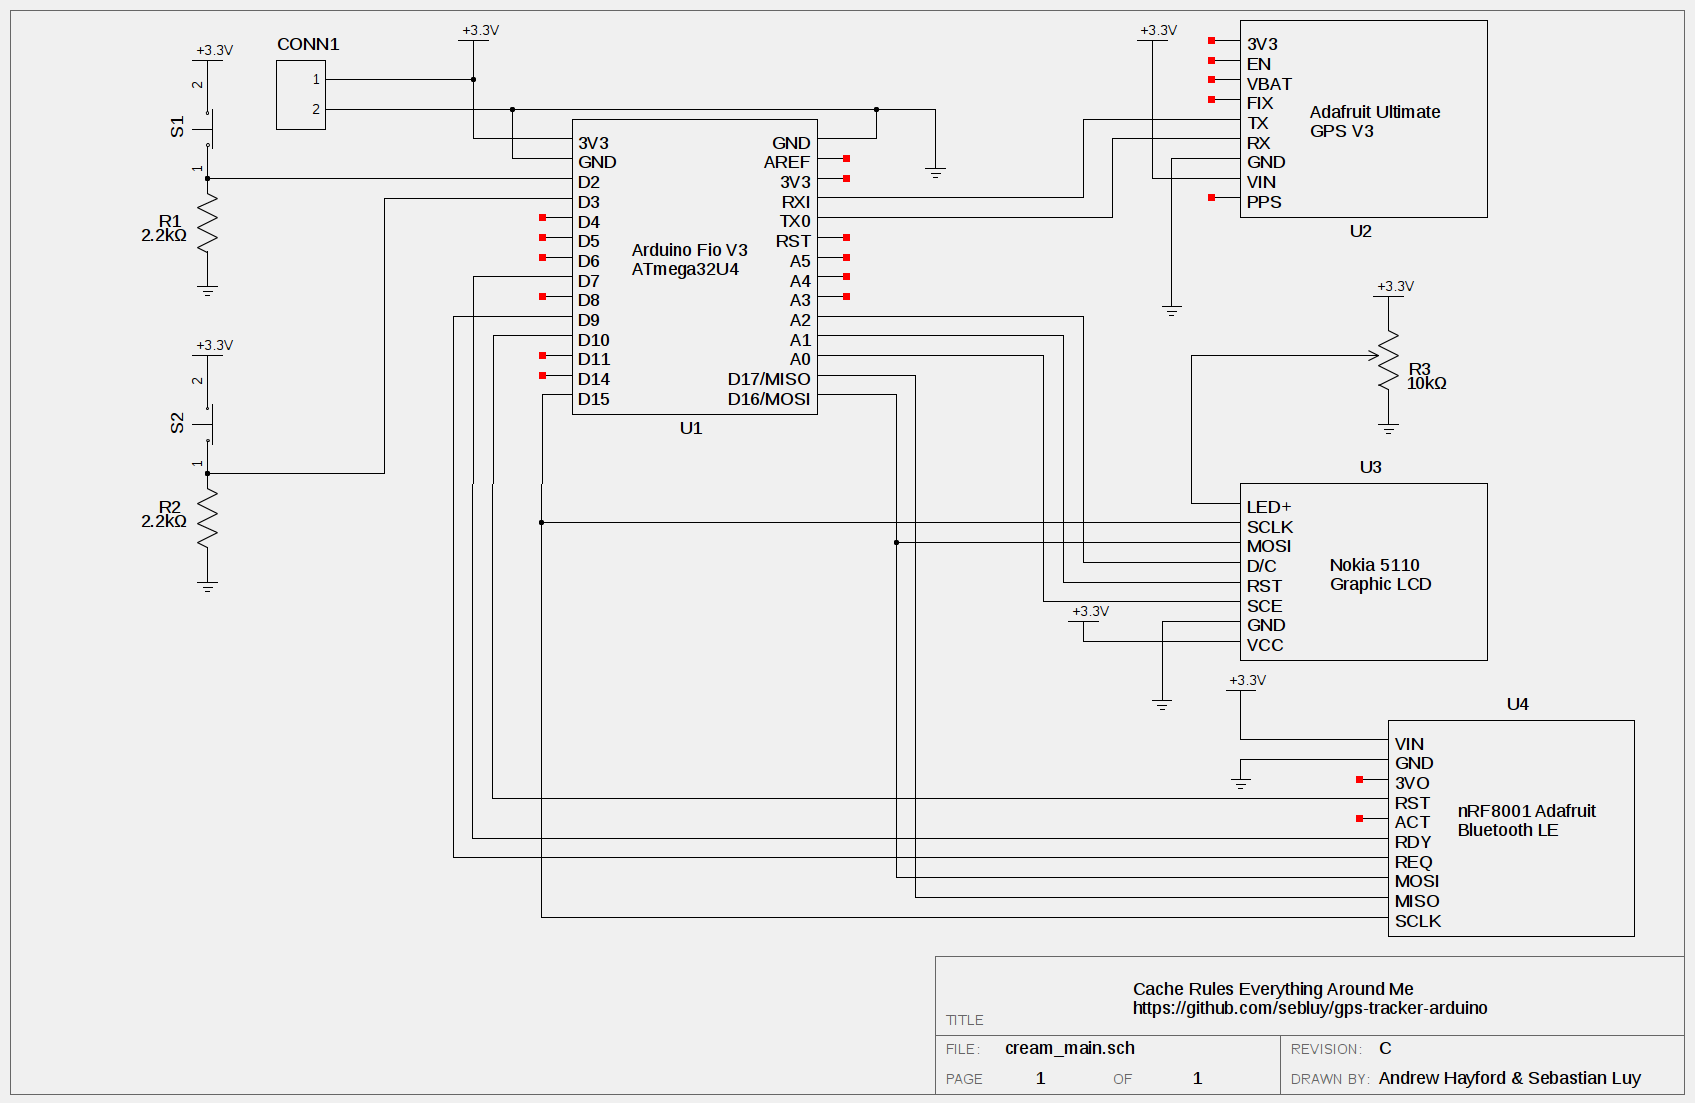 +3.3V
2
S1
1
R1
2.2kΩ
+3.3V
2
S2
1
R2
2.2kΩ
CONN1
1
2
+3.3V
3V3
GND
D2
D3
D4
D5
D6
D7
D8
D9
D10
D11
D14
D15
Arduino Fio V3
ATmega32U4
GND
AREF
3V3
RXI
TX0
RST
A5
A4
A3
A2
A1
A0
D17/MISO
D16/MOSI
U1
+3.3V
3V3
EN
VBAT
FIX
TX
RX
GND
VIN
PPS
Adafruit Ultimate
GPS V3
U2
+3.3V
R3
10kΩ
U3
LED+
SCLK
MOSI
D/C
RST
SCE
GND
VCC
Nokia 5110
Graphic LCD
+3.3V
+3.3V
U4
VIN
GND
3VO
RST
ACT
RDY
REQ
MOSI
MISO
SCLK
nRF8001 Adafruit
Bluetooth LE
Cache Rules Everything Around Me
https://github.com/sebluy/gps-tracker-arduino
TITLE
FILE: cream_main.sch
REVISION: C
PAGE 1 OF 1
DRAWN BY: Andrew Hayford & Sebastian Luy